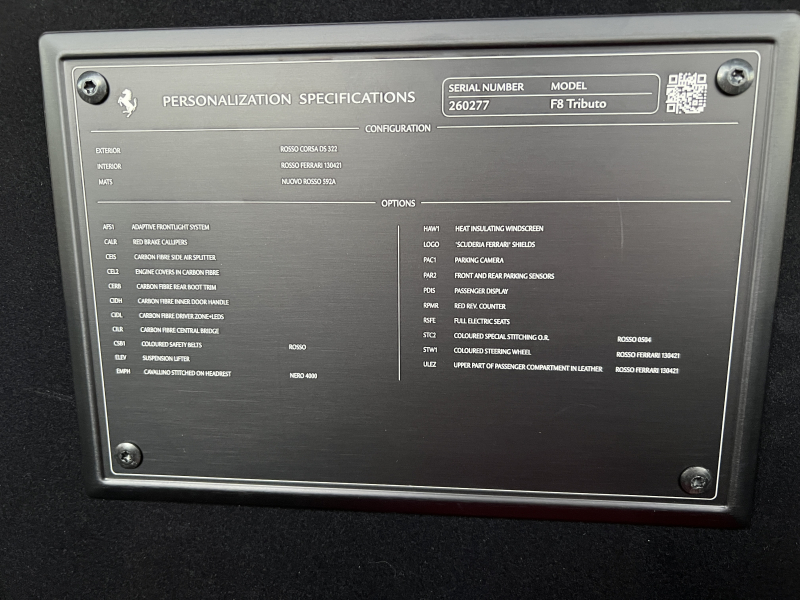 PERSONALIZATION SPECIFICATIONS
SERIAL NUMBER MODEL
260277 F8 Tributo
CONFIGURATION
EXTERIOR ROSSO CORSA DS 322
INTERIOR ROSSO FERRARI 130421
MATS NUOVO ROSSO 592A
OPTIONS
AFS1 ADAPTIVE FRONTLIGHT SYSTEM
CALR RED BRAKE CALLIPERS
CEIS CARBON FIBRE SIDE AIR SPLITTER
CEL2 ENGINE COVERS IN CARBON FIBRE
CERB CARBON FIBRE REAR BOOT TRIM
CIDH CARBON FIBRE INNER DOOR HANDLE
CIDL CARBON FIBRE DRIVER ZONE+LEDS
CILR CARBON FIBRE CENTRAL BRIDGE
CSB1 COLOURED SAFETY BELTS ROSSO
ELEV SUSPENSION LIFTER
EMPH CAVALLINO STITCHED ON HEADREST NERO 4000
HAW1 HEAT INSULATING WINDSCREEN
LOGO 'SCUDERIA FERRARI' SHIELDS
PAC1 PARKING CAMERA
PAR2 FRONT AND REAR PARKING SENSORS
PDIS PASSENGER DISPLAY
RPMR RED REV. COUNTER
RSFE FULL ELECTRIC SEATS
STC2 COLOURED SPECIAL STITCHING O.R. ROSSO 0504
STW1 COLOURED STEERING WHEEL ROSSO FERRARI 130421
ULEZ UPPER PART OF PASSENGER COMPARTMENT IN LEATHER ROSSO FERRARI 130421